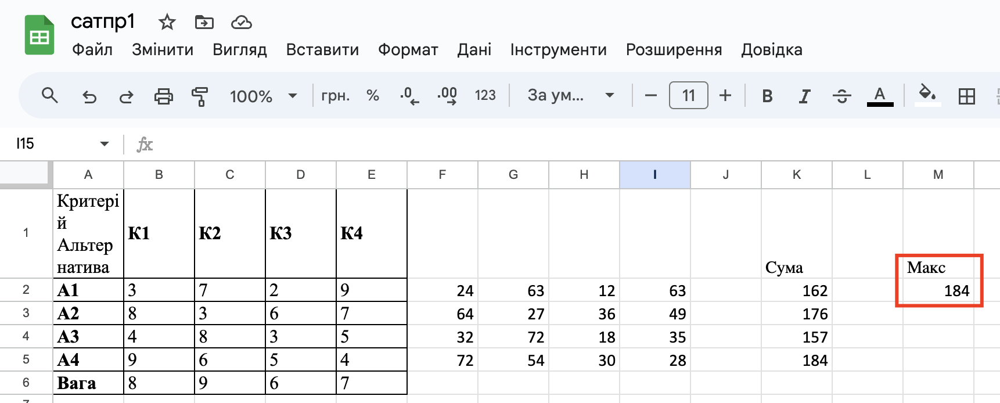 сатпр1
Файл Змінити Вигляд Вставити Формат Дані Інструменти Розширення Довідка
100% грн. % .0 .00 123 За ум... − 11 + B I S A
I15 fx
A B C D E F G H I J K L M
1 Критері
й
Альтер
натива К1 К2 К3 К4 Сума Макс
2 А1 3 7 2 9 24 63 12 63 162 184
3 А2 8 3 6 7 64 27 36 49 176
4 А3 4 8 3 5 32 72 18 35 157
5 А4 9 6 5 4 72 54 30 28 184
6 Вага 8 9 6 7